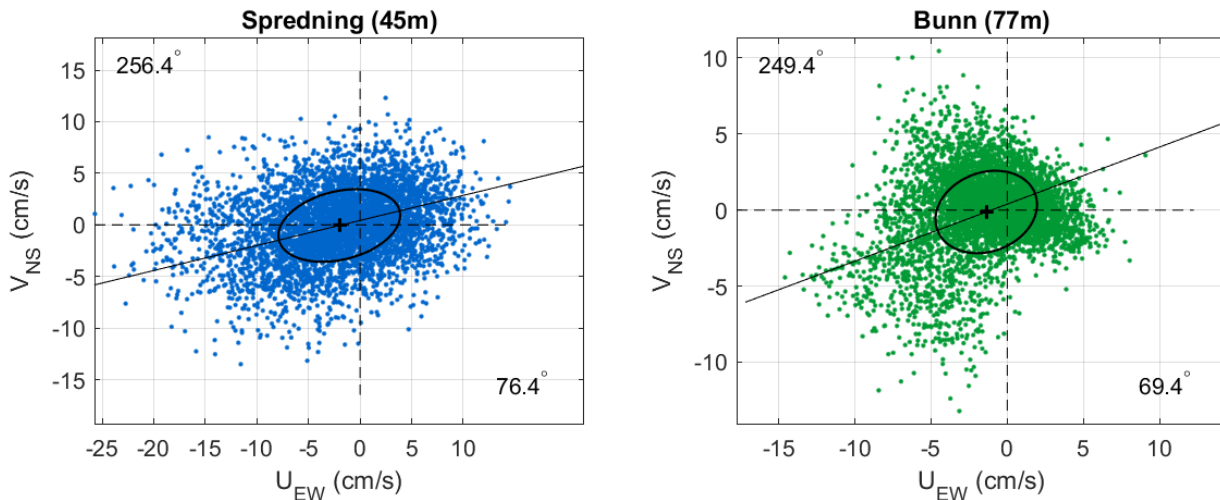 Spredning (45m)
256.4°
15
10
5
0
-5
-10
-15
V_NS (cm/s)
76.4°
-25 -20 -15 -10 -5 0 5 10
U_EW (cm/s)
Bunn (77m)
249.4°
10
5
0
-5
-10
V_NS (cm/s)
69.4°
-15 -10 -5 0 5 10
U_EW (cm/s)